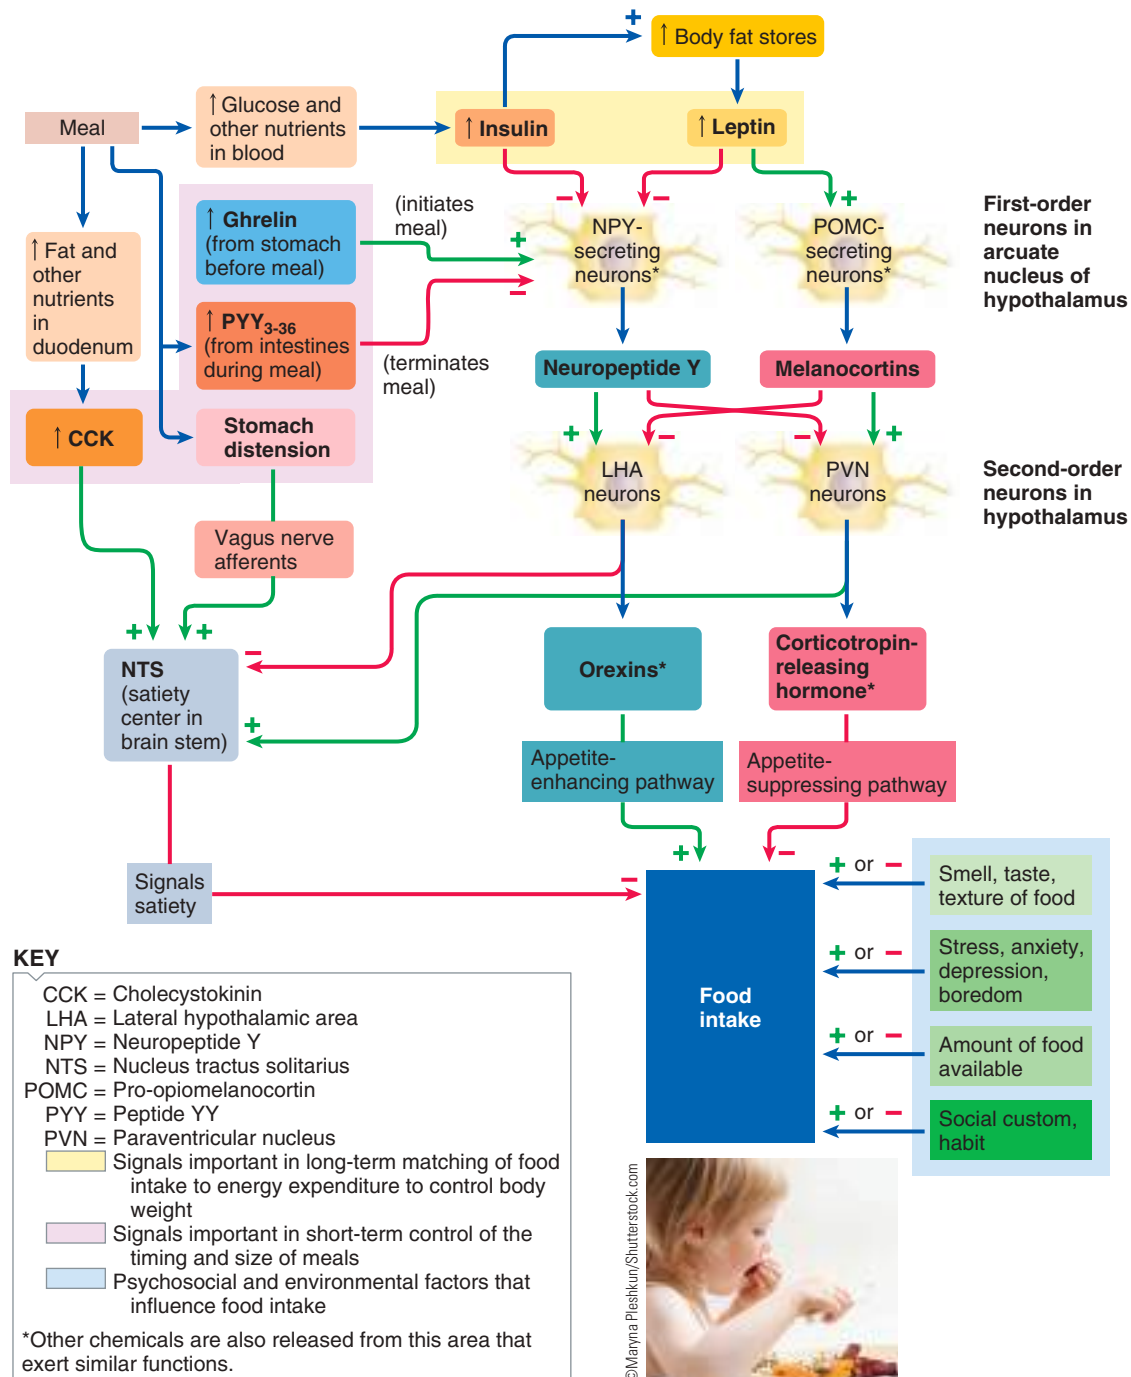 ↑ Body fat stores
Meal
↑ Glucose and
other nutrients
in blood
↑ Insulin
↑ Leptin
↑ Ghrelin
(from stomach
before meal)
(initiates
meal)
NPY-
secreting
neurons*
POMC-
secreting
neurons*
First-order
neurons in
arcuate
nucleus of
hypothalamus
↑ Fat and
other
nutrients
in
duodenum
↑ PYY3-36
(from intestines
during meal)
(terminates
meal)
Neuropeptide Y
Melanocortins
↑ CCK
Stomach
distension
LHA
neurons
PVN
neurons
Second-order
neurons in
hypothalamus
Vagus nerve
afferents
NTS
(satiety
center in
brain stem)
Orexins*
Corticotropin-
releasing
hormone*
Appetite-
enhancing pathway
Appetite-
suppressing pathway
Signals
satiety
Food
intake
+ or −
Smell, taste,
texture of food
+ or −
Stress, anxiety,
depression,
boredom
+ or −
Amount of food
available
+ or −
Social custom,
habit
KEY
CCK = Cholecystokinin
LHA = Lateral hypothalamic area
NPY = Neuropeptide Y
NTS = Nucleus tractus solitarius
POMC = Pro-opiomelanocortin
PYY = Peptide YY
PVN = Paraventricular nucleus
Signals important in long-term matching of food
intake to energy expenditure to control body
weight
Signals important in short-term control of the
timing and size of meals
Psychosocial and environmental factors that
influence food intake
*Other chemicals are also released from this area that
exert similar functions.
©Maryna Pleshkun/Shutterstock.com